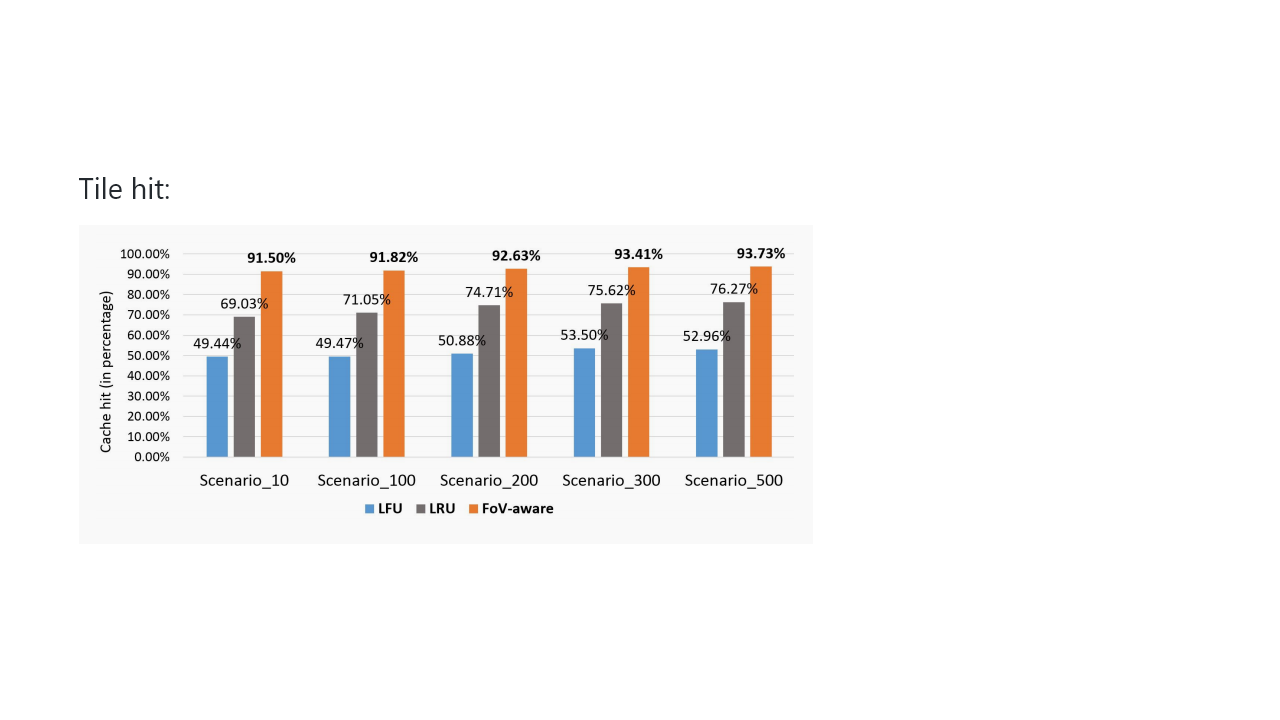 Tile hit:
Cache hit (in percentage)
100.00%
90.00%
80.00%
70.00%
60.00%
50.00%
40.00%
30.00%
20.00%
10.00%
0.00%
49.44% 69.03% 91.50%
49.47% 71.05% 91.82%
50.88% 74.71% 92.63%
53.50% 75.62% 93.41%
52.96% 76.27% 93.73%
Scenario_10 Scenario_100 Scenario_200 Scenario_300 Scenario_500
LFU LRU FoV-aware